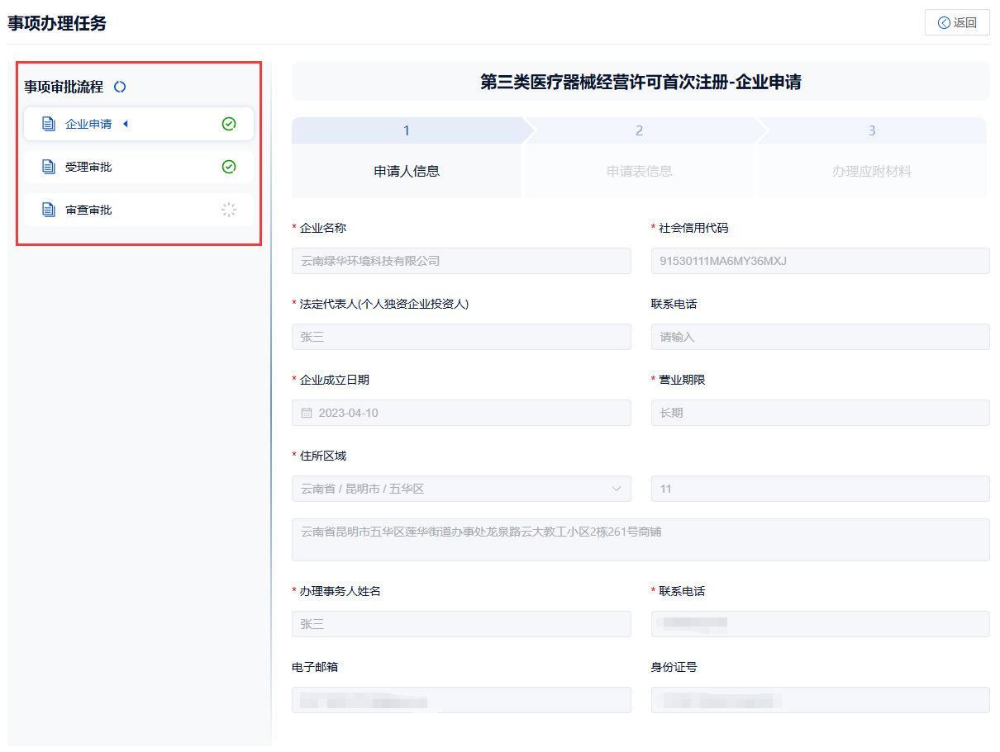 事项办理任务
返回
事项审批流程
企业申请
受理审批
审查审批
第三类医疗器械经营许可首次注册-企业申请
1 2 3
申请人信息 申请表信息 办理应附材料
* 企业名称 * 社会信用代码
云南绿华环境科技有限公司 91530111MA6MY36MXJ
* 法定代表人(个人独资企业投资人) 联系电话
张三 请输入
* 企业成立日期 * 营业期限
2023-04-10 长期
* 住所区域
云南省 / 昆明市 / 五华区 11
云南省昆明市五华区莲华街道办事处龙泉路云大教工小区2栋261号商铺
* 办理事务人姓名 * 联系电话
张三
电子邮箱 身份证号